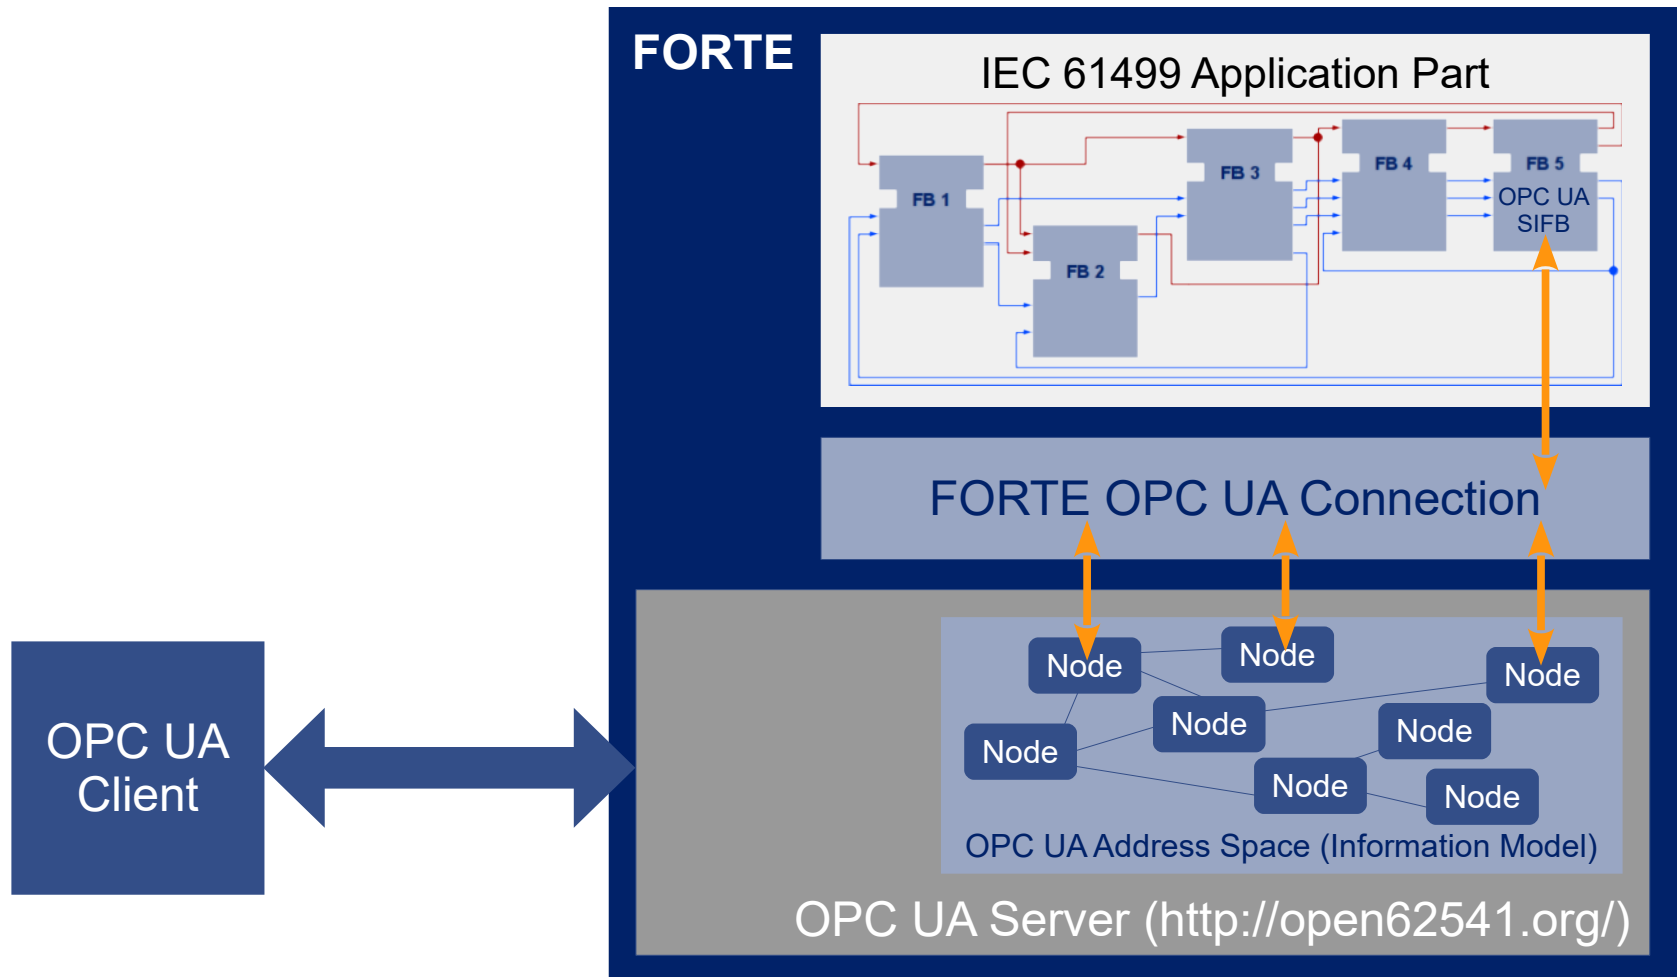 FORTE
IEC 61499 Application Part
FB 1
FB 2
FB 3
FB 4
FB 5
OPC UA
SIFB
FORTE OPC UA Connection
Node
Node
Node
Node
Node
Node
Node
Node
OPC UA Address Space (Information Model)
OPC UA Server (http://open62541.org/)
OPC UA
Client